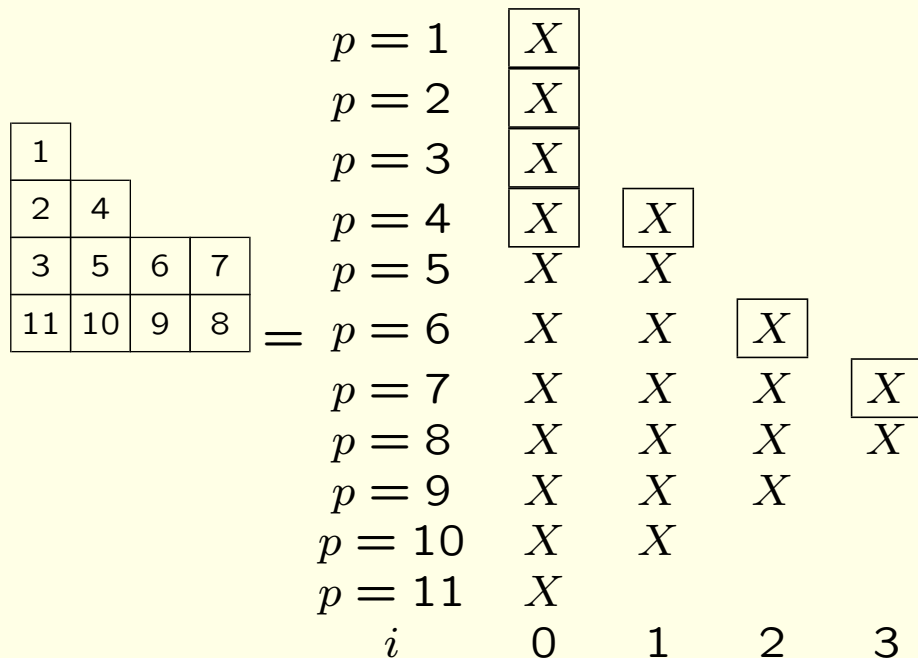 1
2 4
3 5 6 7
11 10 9 8
=
p = 1 X
p = 2 X
p = 3 X
p = 4 X X
p = 5 X X
p = 6 X X X
p = 7 X X X X
p = 8 X X X X
p = 9 X X X
p = 10 X X
p = 11 X
i 0 1 2 3